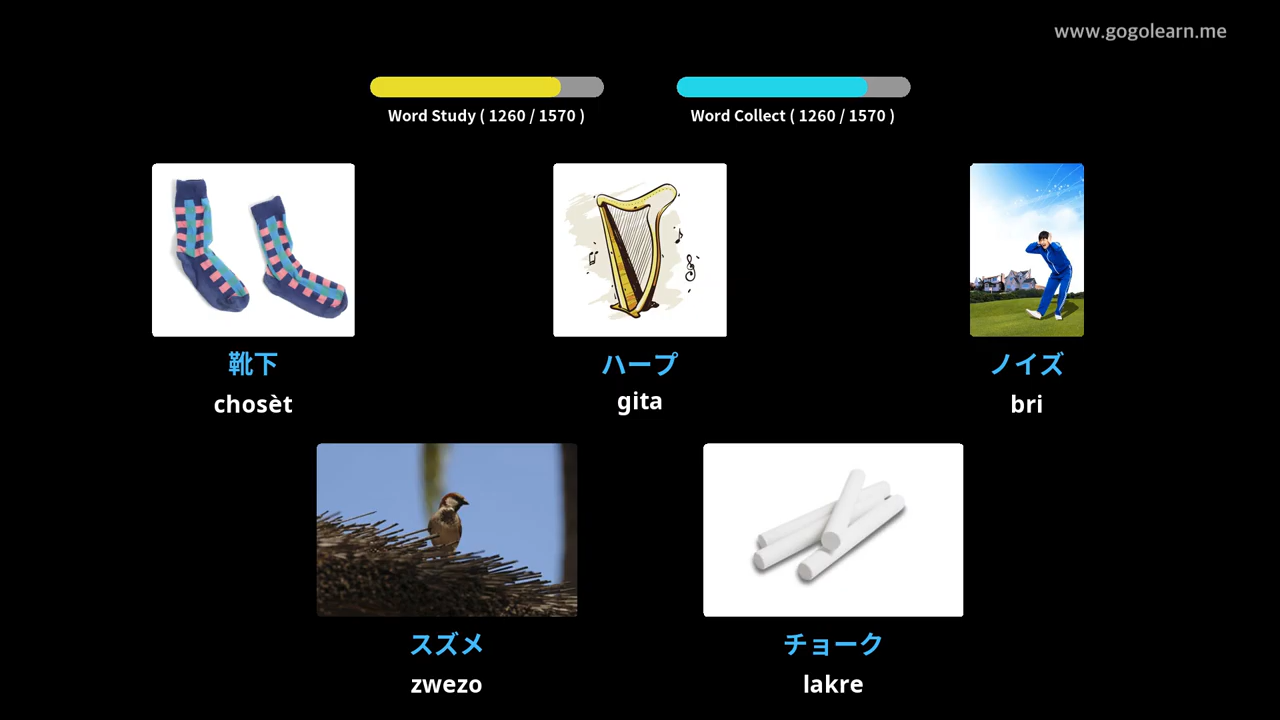 www.gogolearn.me
Word Study ( 1260 / 1570 )
Word Collect ( 1260 / 1570 )
靴下
ハープ
ノイズ
chosèt
gita
bri
スズメ
チョーク
zwezo
lakre